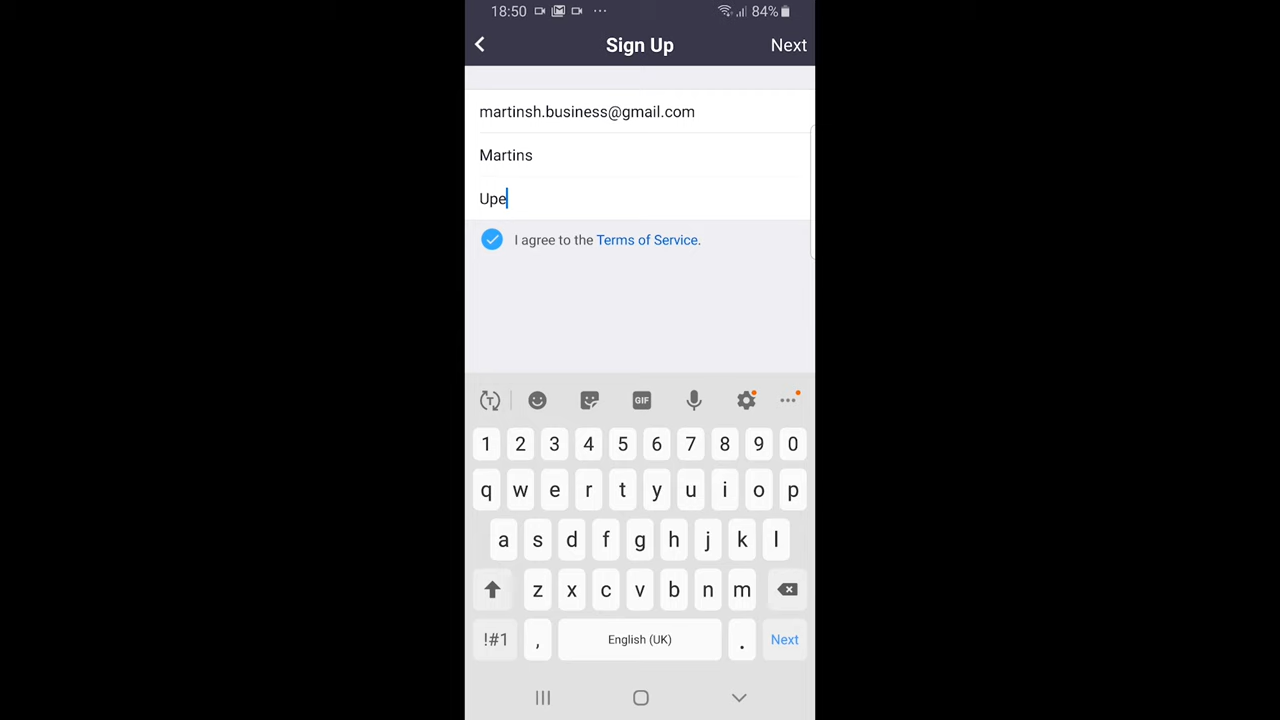 18:50 84%
Sign Up Next
martinsh.business@gmail.com
Martins
Upe
I agree to the Terms of Service.
GIF
1 2 3 4 5 6 7 8 9 0
q w e r t y u i o p
a s d f g h j k l
z x c v b n m
!#1 , English (UK) . Next